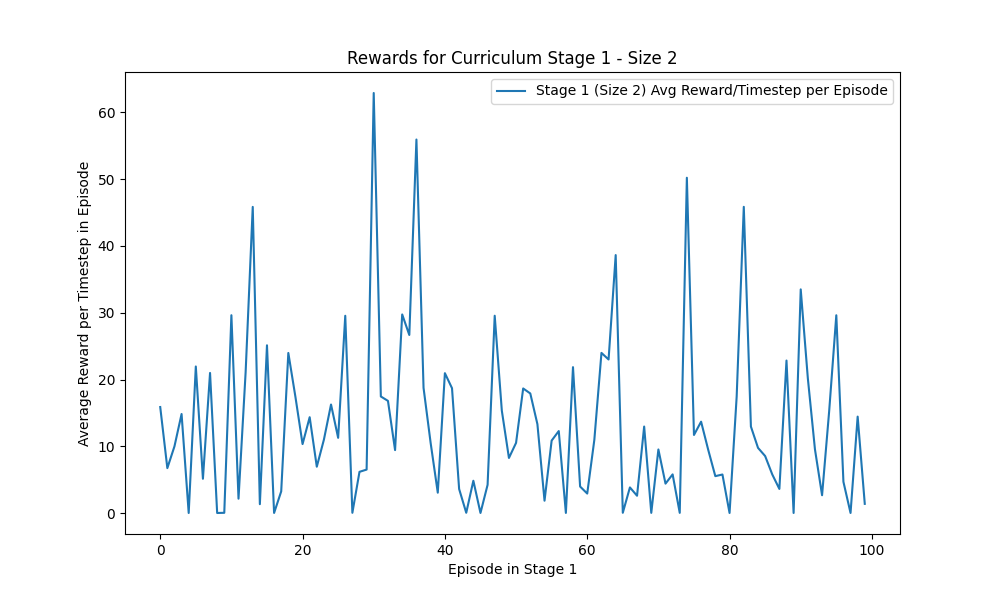 Rewards for Curriculum Stage 1 - Size 2
Stage 1 (Size 2) Avg Reward/Timestep per Episode
Average Reward per Timestep in Episode
60
50
40
30
20
10
0
0 20 40 60 80 100
Episode in Stage 1